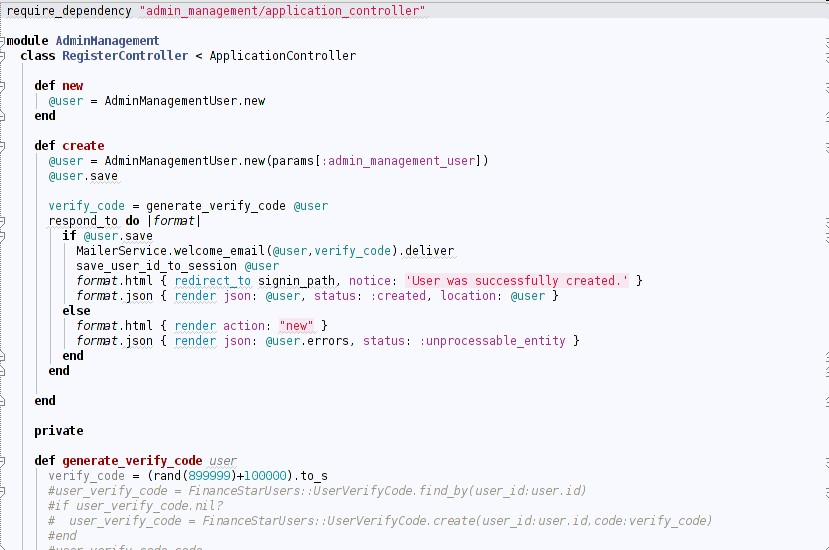 require_dependency "admin_management/application_controller"
module AdminManagement
class RegisterController < ApplicationController
def new
@user = AdminManagementUser.new
end
def create
@user = AdminManagementUser.new(params[:admin_management_user])
@user.save
verify_code = generate_verify_code @user
respond_to do |format|
if @user.save
MailerService.welcome_email(@user,verify_code).deliver
save_user_id_to_session @user
format.html { redirect_to signin_path, notice: 'User was successfully created.' }
format.json { render json: @user, status: :created, location: @user }
else
format.html { render action: "new" }
format.json { render json: @user.errors, status: :unprocessable_entity }
end
end
end
private
def generate_verify_code user
verify_code = (rand(899999)+100000).to_s
#user_verify_code = FinanceStarUsers::UserVerifyCode.find_by(user_id:user.id)
#if user_verify_code.nil?
#  user_verify_code = FinanceStarUsers::UserVerifyCode.create(user_id:user.id,code:verify_code)
#end